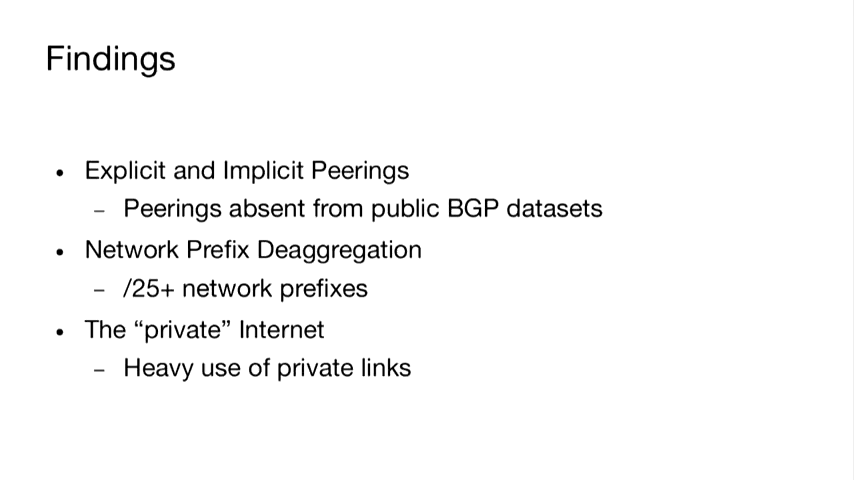 Findings
• Explicit and Implicit Peerings
– Peerings absent from public BGP datasets
• Network Prefix Deaggregation
– /25+ network prefixes
• The “private” Internet
– Heavy use of private links